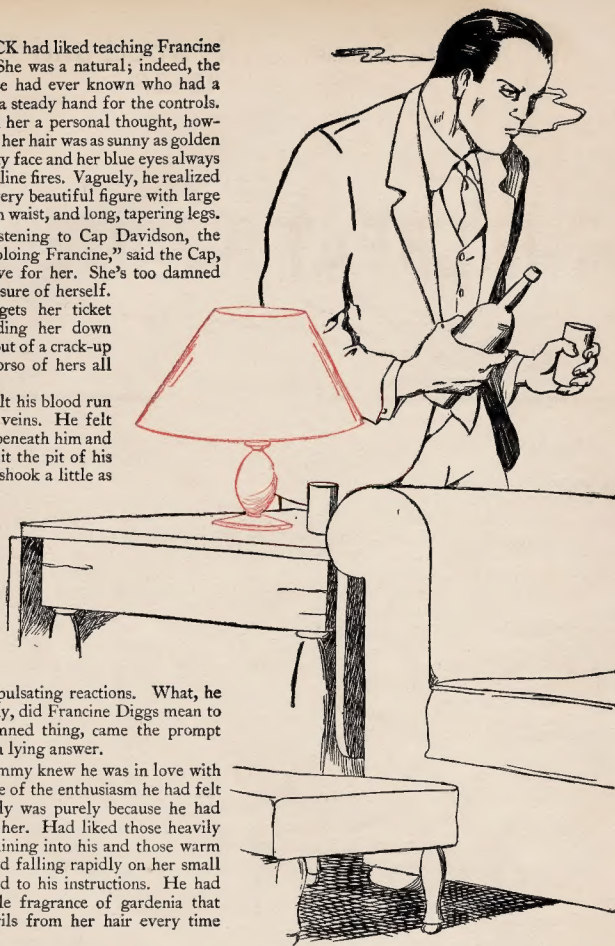 CK had liked teaching Francine
She was a natural; indeed, the
e had ever known who had a
a steady hand for the controls.
her a personal thought, how-
her hair was as sunny as golden
ty face and her blue eyes always
line fires. Vaguely, he realized
very beautiful figure with large
n waist, and long, tapering legs.
stening to Cap Davidson, the
ploing Francine,” said the Cap,
ve for her. She’s too damned
sure of herself.
gets her ticket
ding her down
out of a crack-up
orso of hers all
lt his blood run
veins. He felt
beneath him and
it the pit of his
shook a little as
pulsating reactions. What, he
y, did Francine Diggs mean to
nned thing, came the prompt
a lying answer.
mmy knew he was in love with
e of the enthusiasm he had felt
dy was purely because he had
her. Had liked those heavily
ining into his and those warm
d falling rapidly on her small
d to his instructions. He had
le fragrance of gardenia that
rils from her hair every time